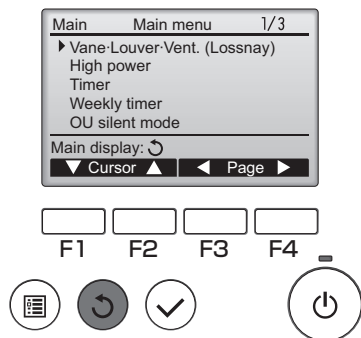 Main Main menu 1/3
Vane·Louver·Vent. (Lossnay)
High power
Timer
Weekly timer
OU silent mode
Main display:
Cursor Page
F1 F2 F3 F4